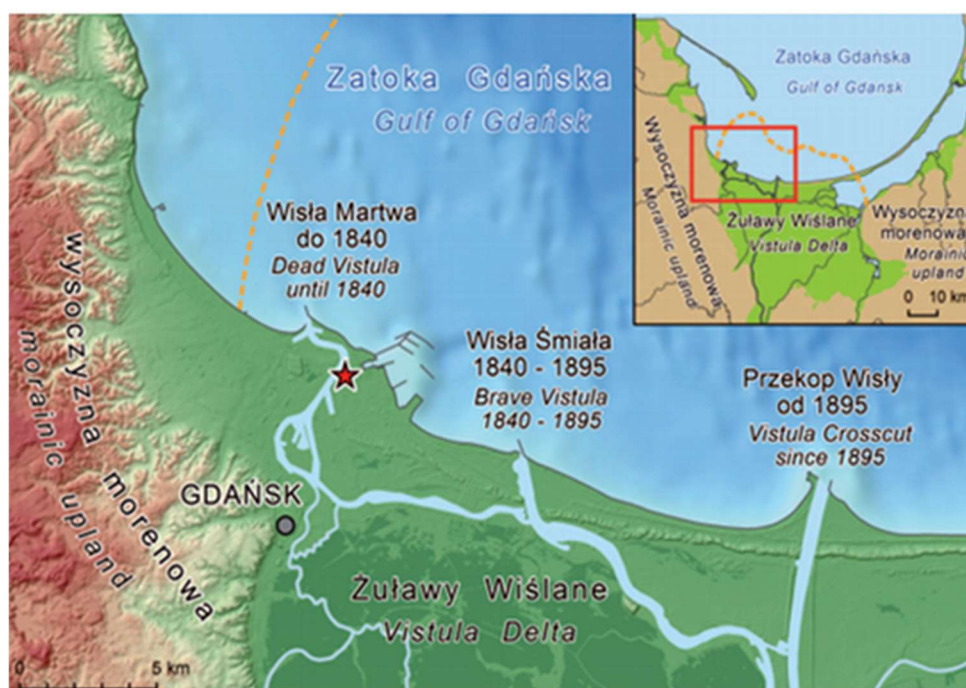 Zatoka Gdańska
Gulf of Gdańsk
Wisła Martwa
do 1840
Dead Vistula
until 1840
Wisła Śmiała
1840 - 1895
Brave Vistula
1840 - 1895
Przekop Wisły
od 1895
Vistula Crosscut
since 1895
Wysoczyzna morenowa
morainic upland
GDAŃSK
Żuławy Wiślane
Vistula Delta
0 5 km
Zatoka Gdańska
Gulf of Gdańsk
Wysoczyzna morenowa
Morainic upland
Żuławy Wiślane
Vistula Delta
Wysoczyzna
morenowa
Morainic
upland
0 10 km